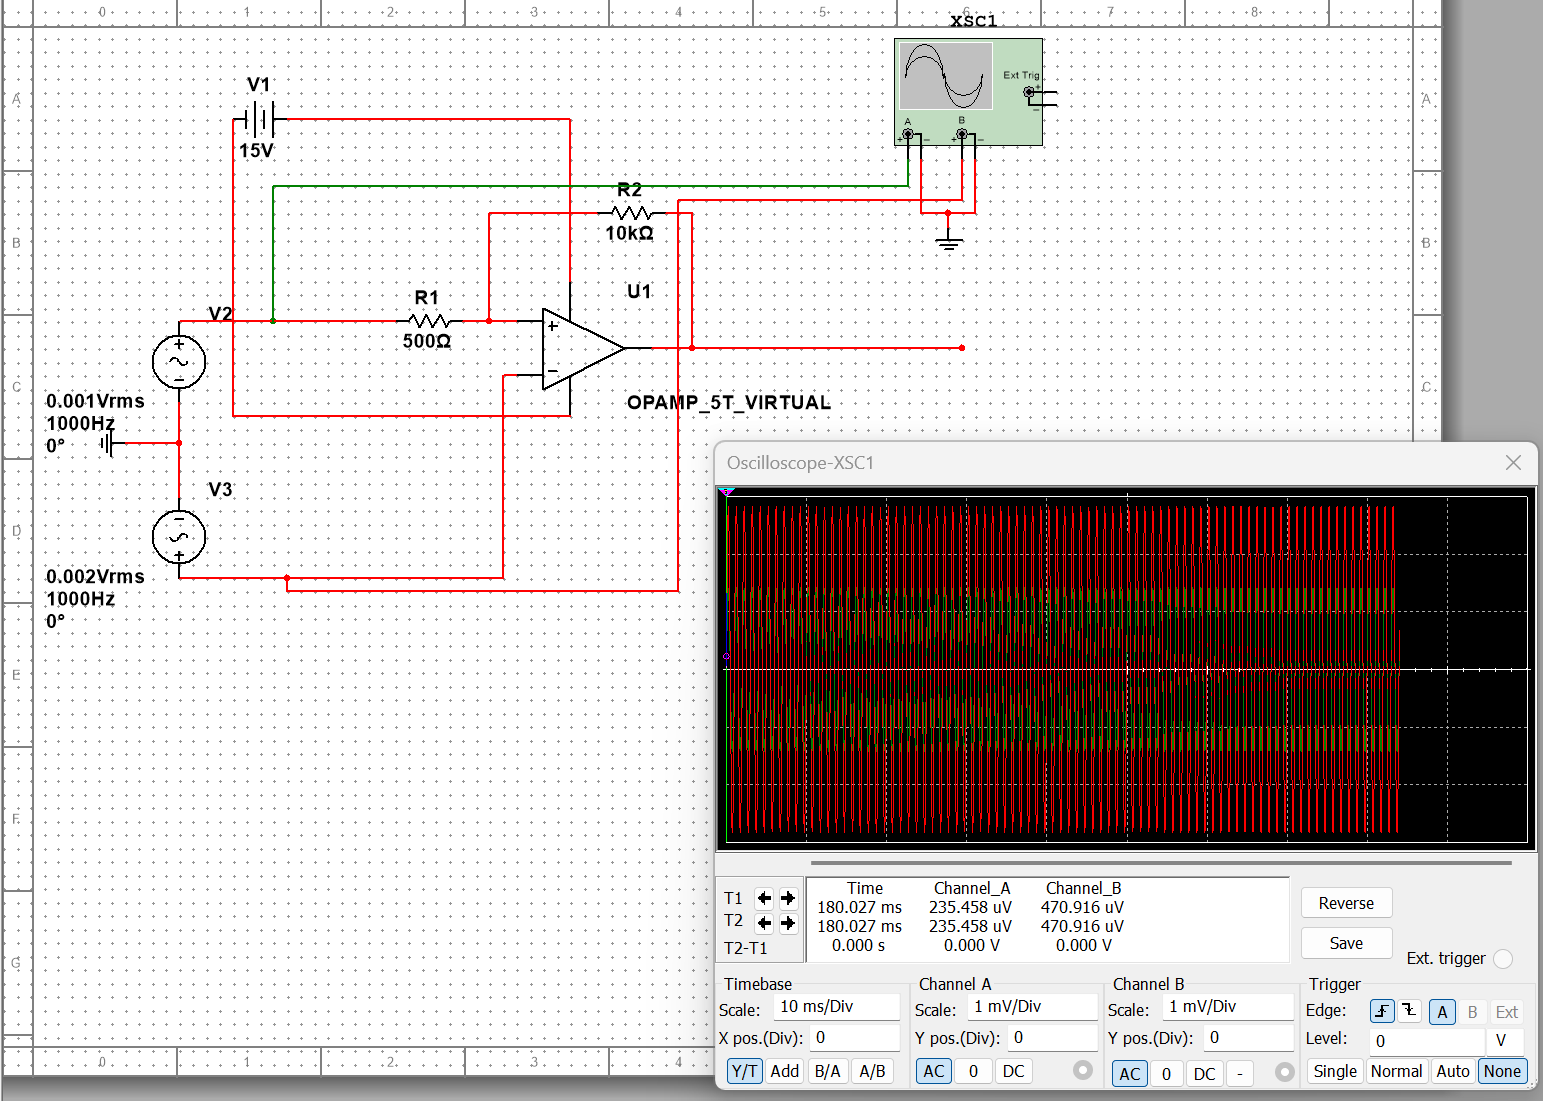 0 1 2 3 4 5 6 7 8
XSC1
Ext Trig
+
A B
+ − + −
A A
V1
15V
R2
10kΩ
B B
U1
R1
500Ω
V2
+
−
+
−
C C
0.001Vrms
1000Hz
0°
OPAMP_5T_VIRTUAL
V3
−
+
D
0.002Vrms
1000Hz
0°
E
F
G
0 1 2 3 4
Oscilloscope-XSC1
Time Channel_A Channel_B
T1 180.027 ms 235.458 uV 470.916 uV
T2 180.027 ms 235.458 uV 470.916 uV
T2-T1 0.000 s 0.000 V 0.000 V
Reverse
Save
Ext. trigger
Timebase Channel A Channel B Trigger
Scale: 10 ms/Div Scale: 1 mV/Div Scale: 1 mV/Div Edge: A B Ext
X pos.(Div): 0 Y pos.(Div): 0 Y pos.(Div): 0 Level: 0 V
Y/T Add B/A A/B AC 0 DC AC 0 DC - Single Normal Auto None